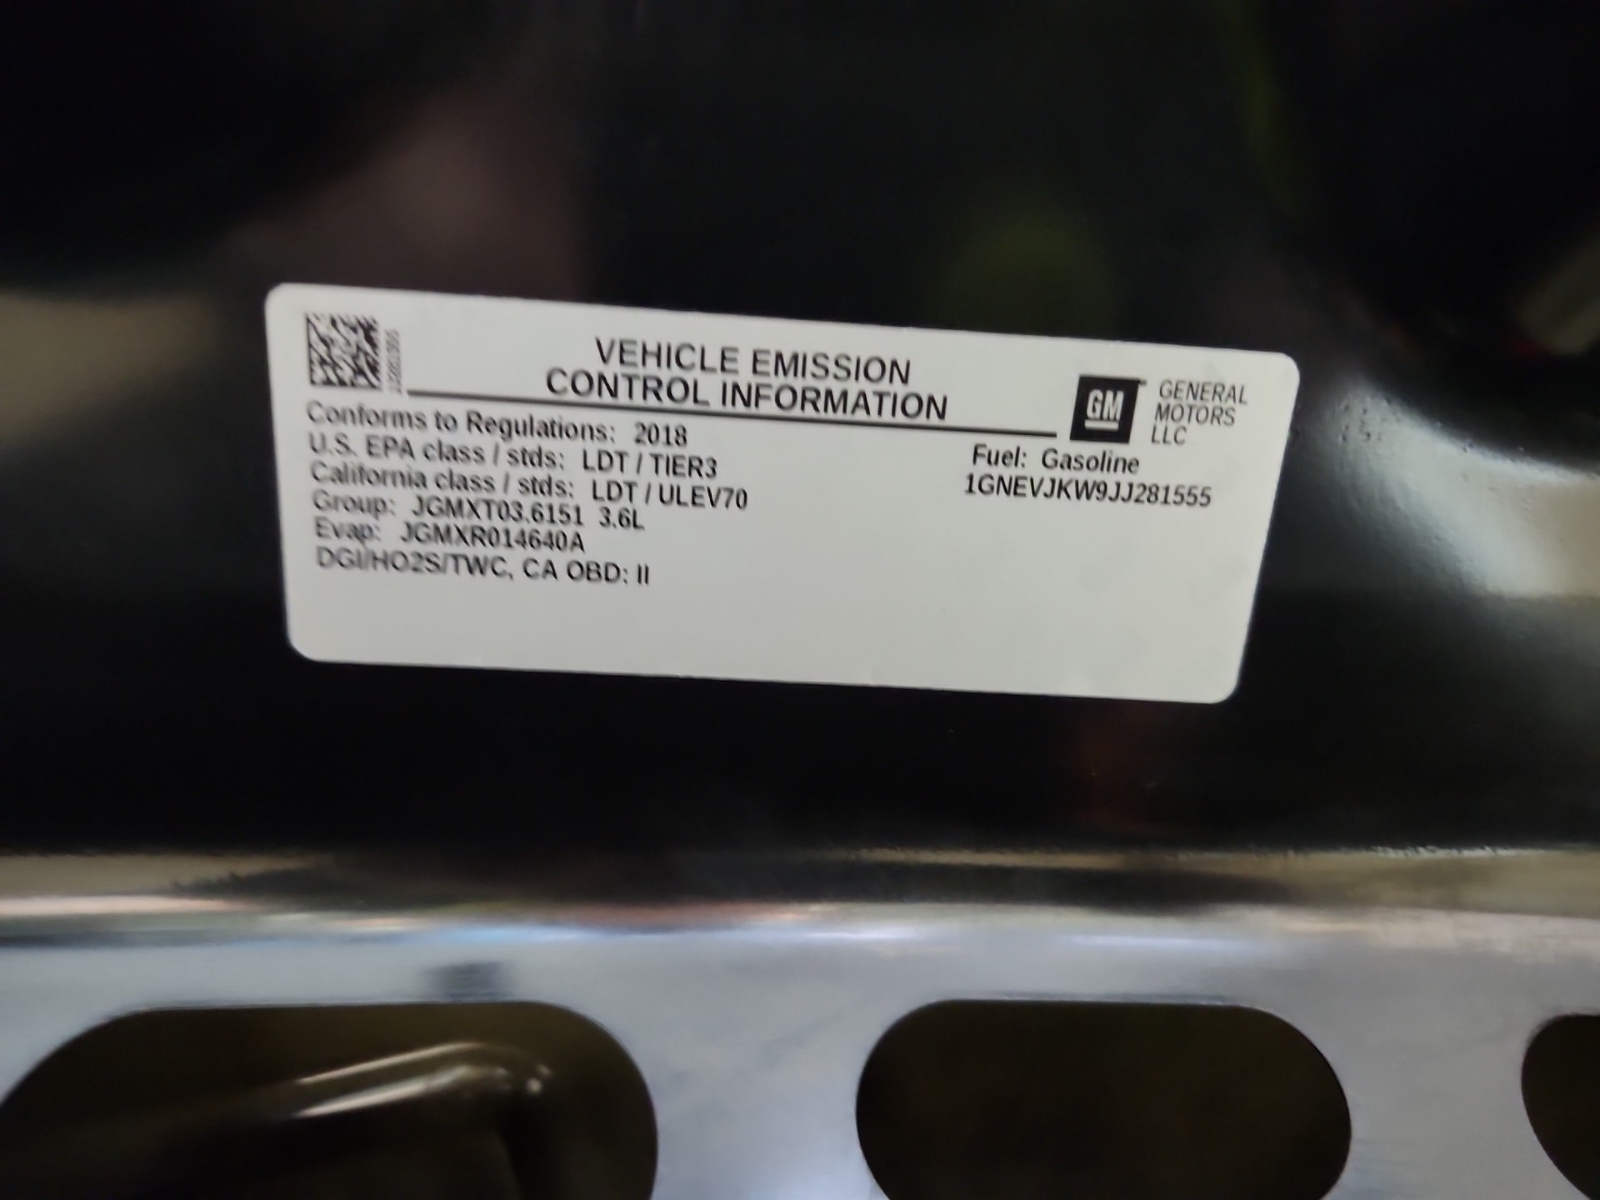 VEHICLE EMISSION
CONTROL INFORMATION
GM
GENERAL
MOTORS
LLC
Conforms to Regulations: 2018
U.S. EPA class / stds: LDT / TIER3
California class / stds: LDT / ULEV70
Group: JGMXT03.6151 3.6L
Evap: JGMXR014640A
DGI/HO2S/TWC, CA OBD: II
Fuel: Gasoline
1GNEVJKW9JJ281555